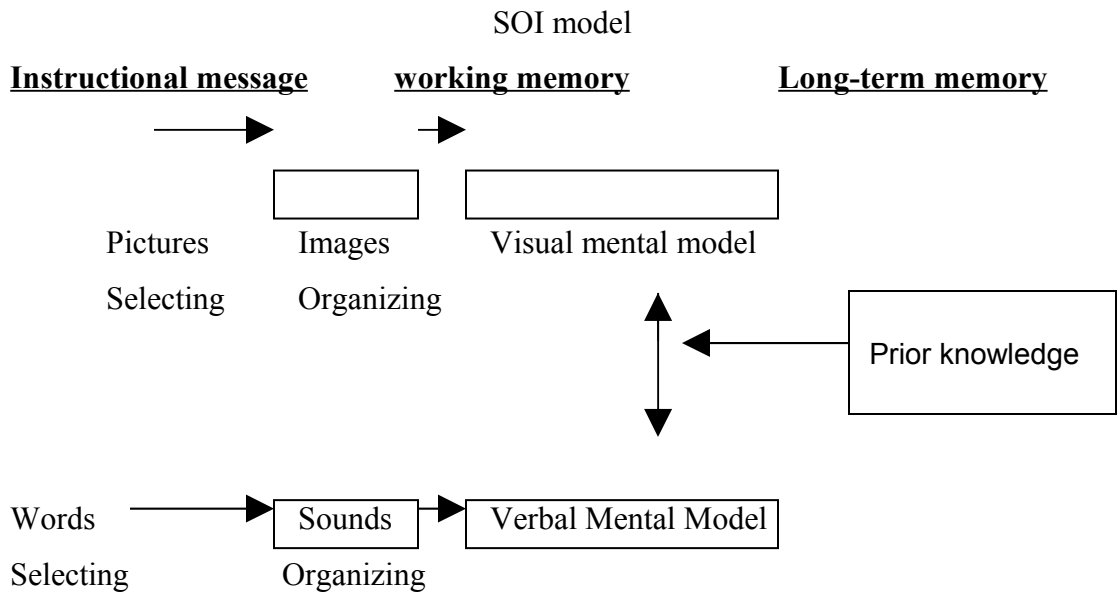 SOI model
Instructional message working memory Long-term memory
Pictures Images Visual mental model
Selecting Organizing
Prior knowledge
Words Sounds Verbal Mental Model
Selecting Organizing